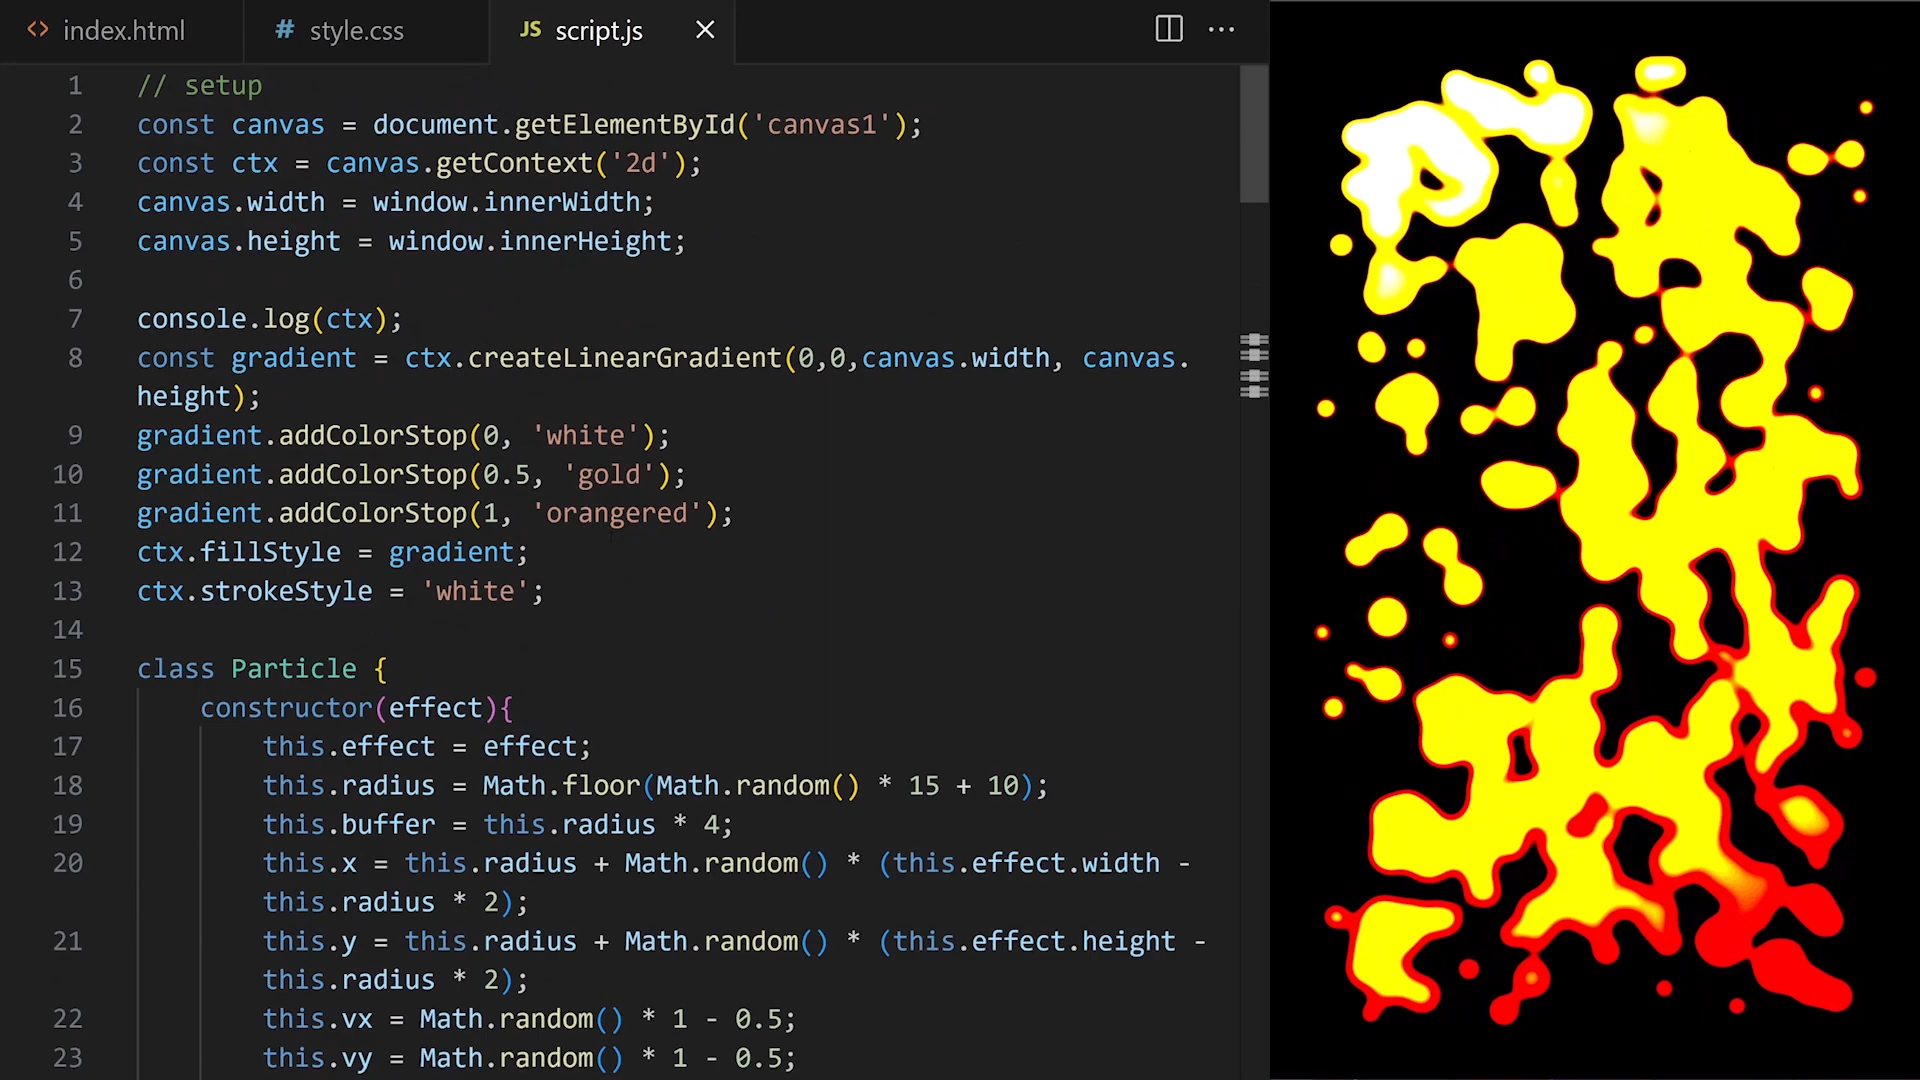 <> index.html # style.css JS script.js × ...
1 // setup
2 const canvas = document.getElementById('canvas1');
3 const ctx = canvas.getContext('2d');
4 canvas.width = window.innerWidth;
5 canvas.height = window.innerHeight;
6
7 console.log(ctx);
8 const gradient = ctx.createLinearGradient(0,0,canvas.width, canvas.
height);
9 gradient.addColorStop(0, 'white');
10 gradient.addColorStop(0.5, 'gold');
11 gradient.addColorStop(1, 'orangered');
12 ctx.fillStyle = gradient;
13 ctx.strokeStyle = 'white';
14
15 class Particle {
16 constructor(effect){
17 this.effect = effect;
18 this.radius = Math.floor(Math.random() * 15 + 10);
19 this.buffer = this.radius * 4;
20 this.x = this.radius + Math.random() * (this.effect.width -
this.radius * 2);
21 this.y = this.radius + Math.random() * (this.effect.height -
this.radius * 2);
22 this.vx = Math.random() * 1 - 0.5;
23 this.vy = Math.random() * 1 - 0.5;